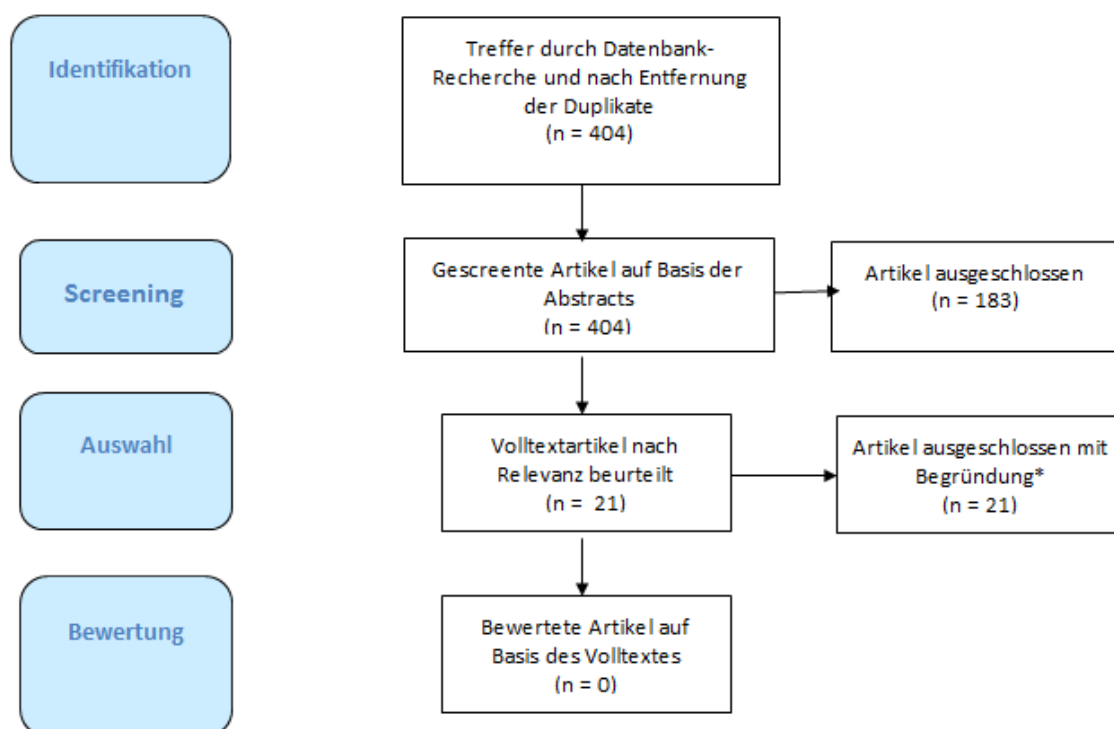 Identifikation
Treffer durch Datenbank-
Recherche und nach Entfernung
der Duplikate
(n = 404)
Screening
Gescreente Artikel auf Basis der
Abstracts
(n = 404)
Artikel ausgeschlossen
(n = 183)
Auswahl
Volltextartikel nach
Relevanz beurteilt
(n = 21)
Artikel ausgeschlossen mit
Begründung*
(n = 21)
Bewertung
Bewertete Artikel auf
Basis des Volltextes
(n = 0)